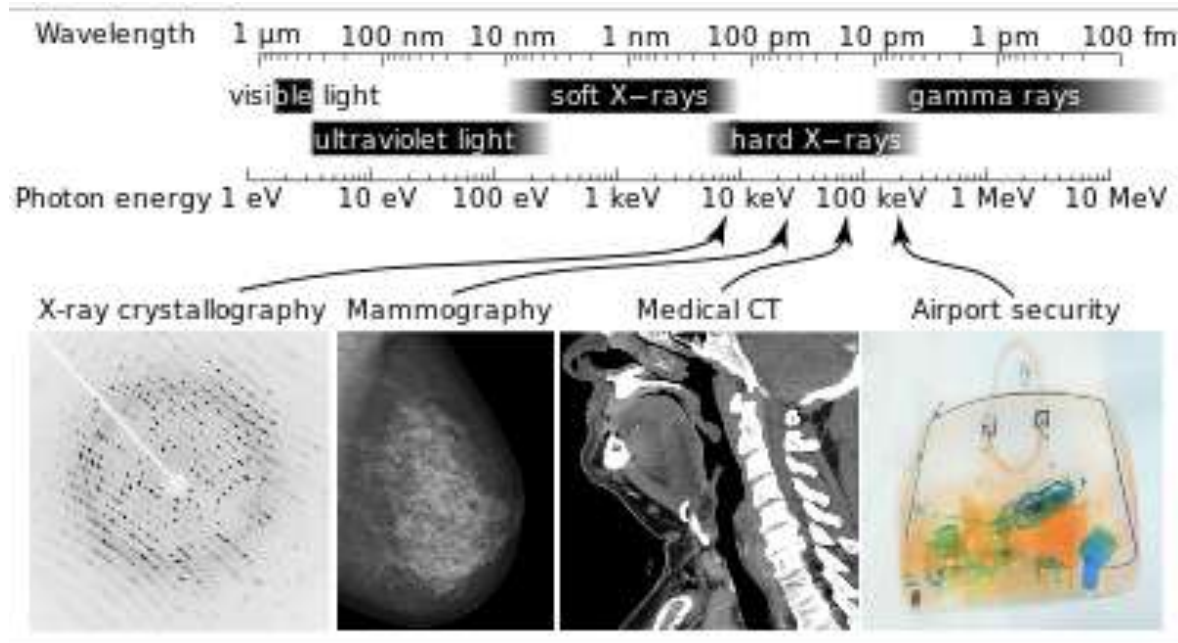 Wavelength 1 μm 100 nm 10 nm 1 nm 100 pm 10 pm 1 pm 100 fm
visible light soft X−rays gamma rays
ultraviolet light hard X−rays
Photon energy 1 eV 10 eV 100 eV 1 keV 10 keV 100 keV 1 MeV 10 MeV
X-ray crystallography Mammography Medical CT Airport security